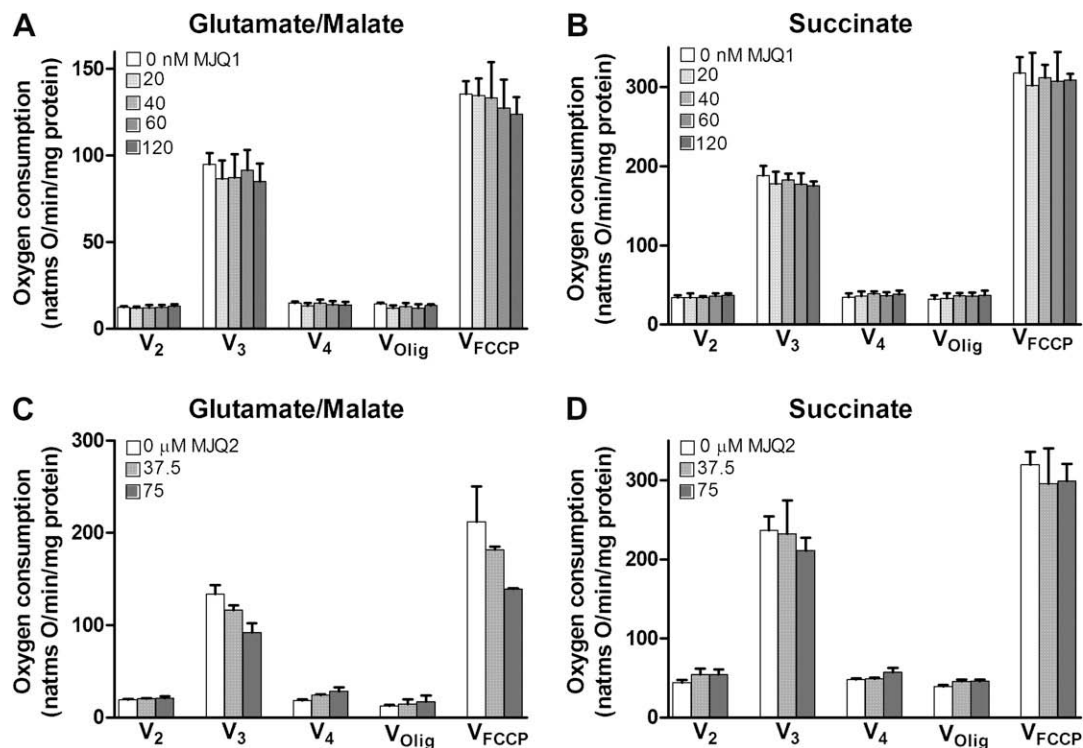 A
Glutamate/Malate
Oxygen consumption
(natms O/min/mg protein)
150
100
50
0
0 nM MJQ1
20
40
60
120
V2 V3 V4 VOlig VFCCP
B
Succinate
Oxygen consumption
(natms O/min/mg protein)
300
200
100
0
0 nM MJQ1
20
40
60
120
V2 V3 V4 VOlig VFCCP
C
Glutamate/Malate
Oxygen consumption
(natms O/min/mg protein)
300
200
100
0
0 μM MJQ2
37.5
75
V2 V3 V4 VOlig VFCCP
D
Succinate
Oxygen consumption
(natms O/min/mg protein)
300
200
100
0
0 μM MJQ2
37.5
75
V2 V3 V4 VOlig VFCCP